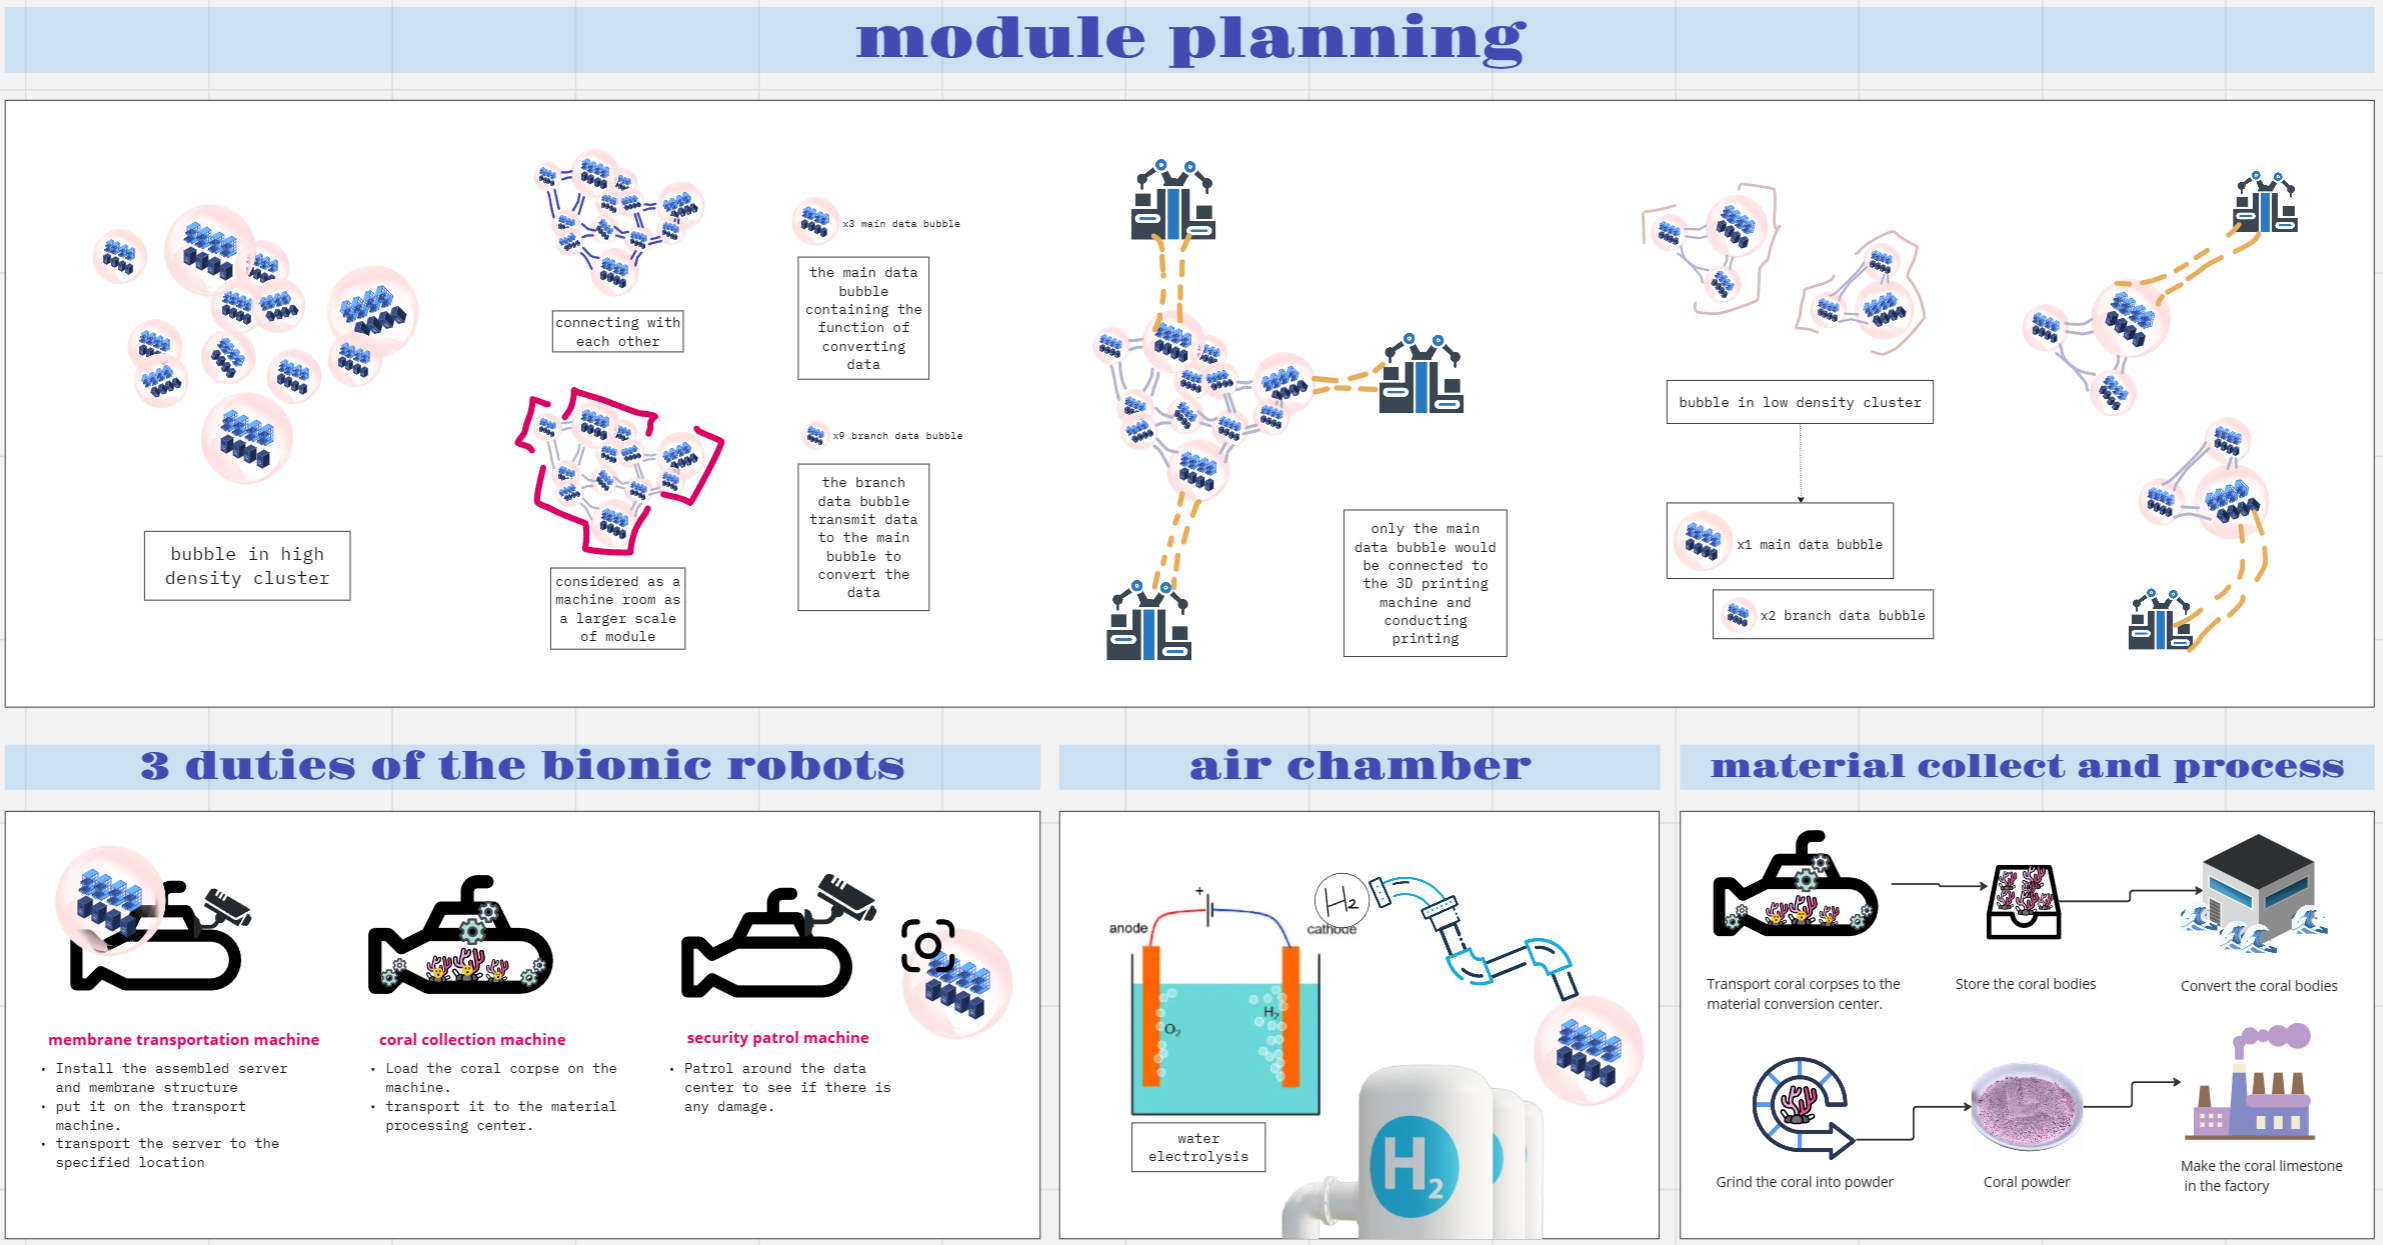 module planning
bubble in high
density cluster
connecting with
each other
considered as a
machine room as
a larger scale
of module
x3 main data bubble
the main data
bubble
containing the
function of
converting
data
x9 branch data bubble
the branch
data bubble
transmit data
to the main
bubble to
convert the
data
only the main
data bubble would
be connected to
the 3D printing
machine and
conducting
printing
bubble in low density cluster
x1 main data bubble
x2 branch data bubble
3 duties of the bionic robots
membrane transportation machine
• Install the assembled server
and membrane structure
• put it on the transport
machine.
• transport the server to the
specified location
coral collection machine
• Load the coral corpse on the
machine.
• transport it to the material
processing center.
security patrol machine
• Patrol around the data
center to see if there is
any damage.
air chamber
+
anode
H2
cathode
O2
H2
water
electrolysis
H2
material collect and process
Transport coral corpses to the
material conversion center.
Store the coral bodies
Convert the coral bodies
Grind the coral into powder
Coral powder
Make the coral limestone
in the factory